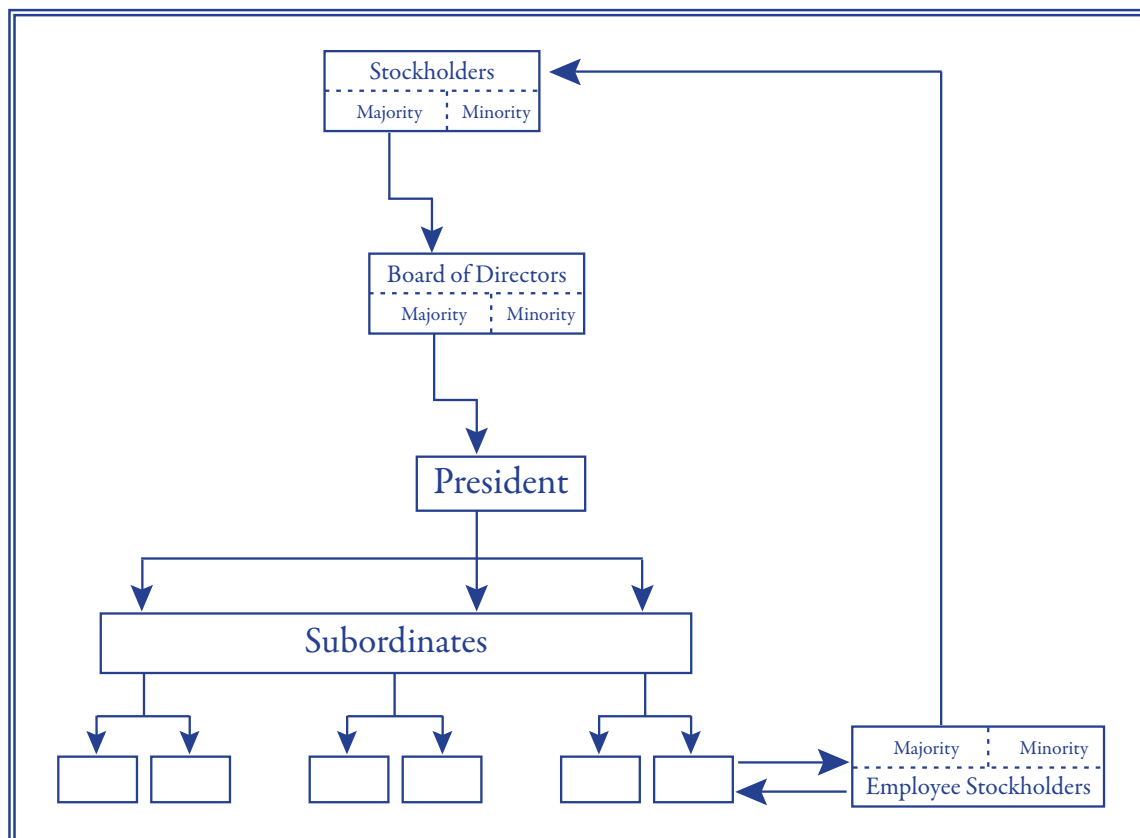 Stockholders
Majority Minority
Board of Directors
Majority Minority
President
Subordinates
Majority Minority
Employee Stockholders